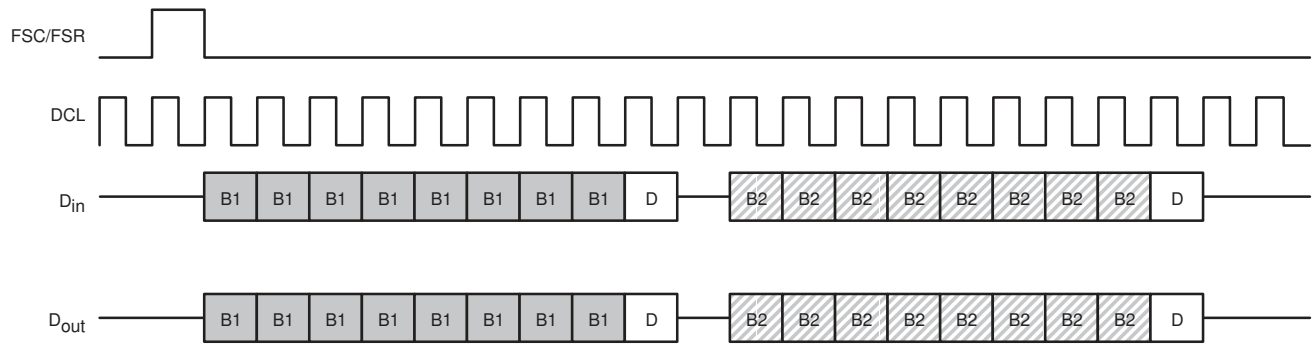 FSC/FSR
DCL
Din B1 B1 B1 B1 B1 B1 B1 B1 D B2 B2 B2 B2 B2 B2 B2 B2 D
Dout B1 B1 B1 B1 B1 B1 B1 B1 D B2 B2 B2 B2 B2 B2 B2 B2 D